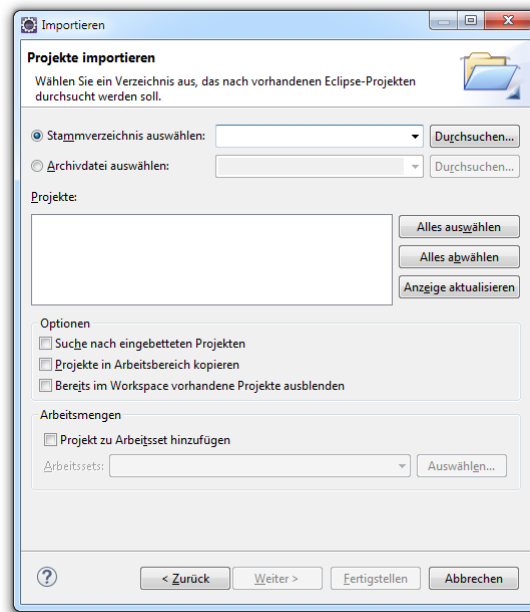 Importieren
Projekte importieren
Wählen Sie ein Verzeichnis aus, das nach vorhandenen Eclipse-Projekten
durchsucht werden soll.
Stammverzeichnis auswählen: Durchsuchen...
Archivdatei auswählen: Durchsuchen...
Projekte:
Alles auswählen
Alles abwählen
Anzeige aktualisieren
Optionen
Suche nach eingebetteten Projekten
Projekte in Arbeitsbereich kopieren
Bereits im Workspace vorhandene Projekte ausblenden
Arbeitsmengen
Projekt zu Arbeitsset hinzufügen
Arbeitssets: Auswählen...
? < Zurück Weiter > Fertigstellen Abbrechen